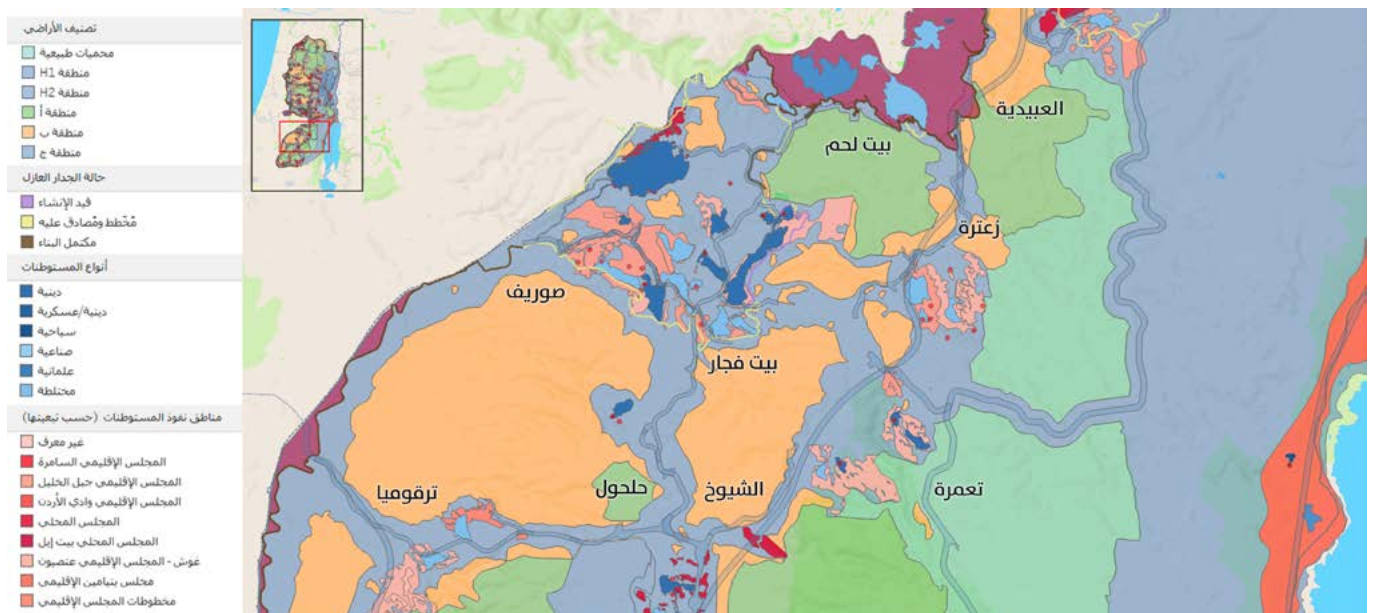 تصنيف الأراضي
محميات طبيعية
منطقة H1
منطقة H2
منطقة أ
منطقة ب
منطقة ج
حالة الجدار العازل
قيد الإنشاء
مُخَطط ومُصادق عليه
مكتمل البناء
أنواع المستوطنات
دينية
دينية/عسكرية
سياحية
صناعية
علمانية
مختلطة
مناطق نفوذ المستوطنات (حسب تبعيتها)
غير معرف
المجلس الإقليمي السامرة
المجلس الإقليمي جبل الخليل
المجلس الإقليمي وادي الأردن
المجلس المحلي
المجلس المحلي بيت إيل
غوش - المجلس الإقليمي عتصيون
مجلس بنيامين الإقليمي
مخطوطات المجلس الإقليمي
العبيدية
بيت لحم
زعترة
صوريف
بيت فجار
ترقوميا
حلحول
الشيوخ
تعمرة